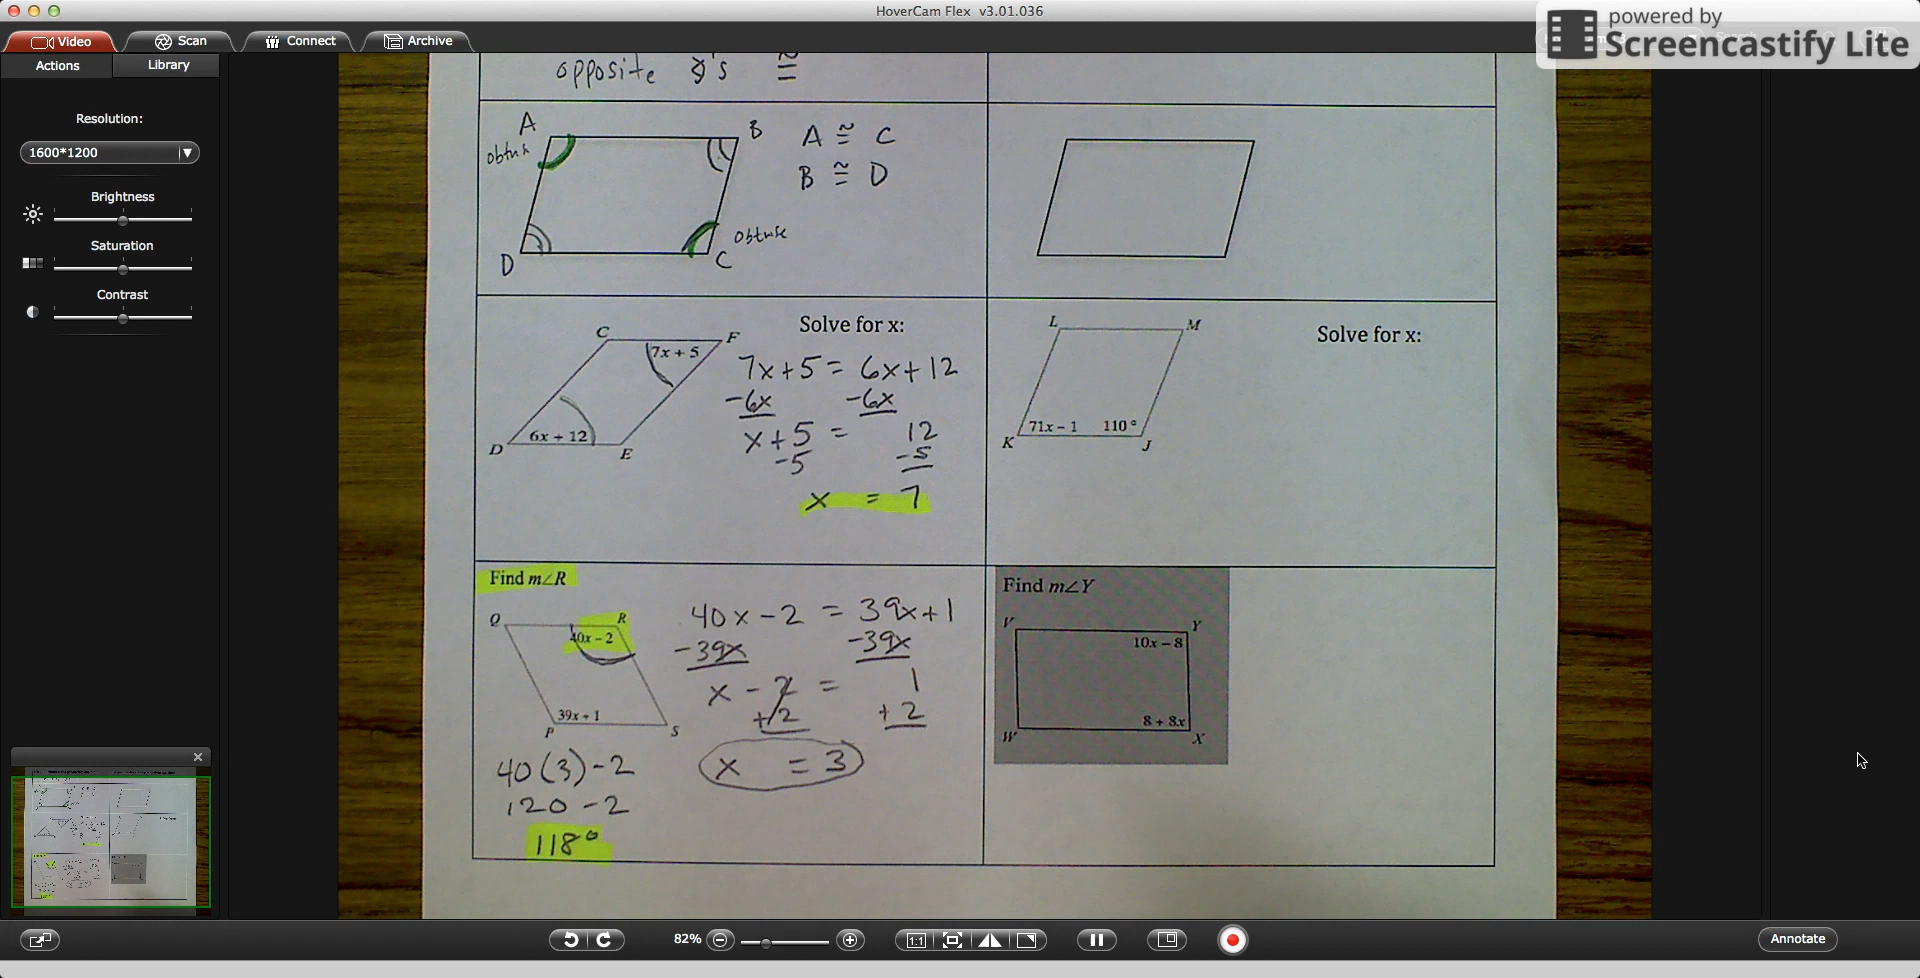 HoverCam Flex v3.01.036
powered by
Screencastify Lite
Video
Scan
Connect
Archive
Actions
Library
Resolution:
1600*1200
Brightness
Saturation
Contrast
opposite ∡'s ≅
A
B
obtus
D
C
obtuse
A ≅ C
B ≅ D
C
F
7x + 5
6x + 12
D
E
Solve for x:
7x+5 = 6x+12
-6x -6x
x+5 = 12
-5 -5
x = 7
L
M
71x - 1 110°
K
J
Solve for x:
Find m∠R
Q
R
40x - 2
39x + 1
P
S
40x-2 = 39x+1
-39x -39x
x - 2 = 1
+2 +2
x = 3
40(3)-2
120-2
118°
Find m∠Y
V
Y
10x - 8
8 + 8x
W
X
82%
1:1
Annotate